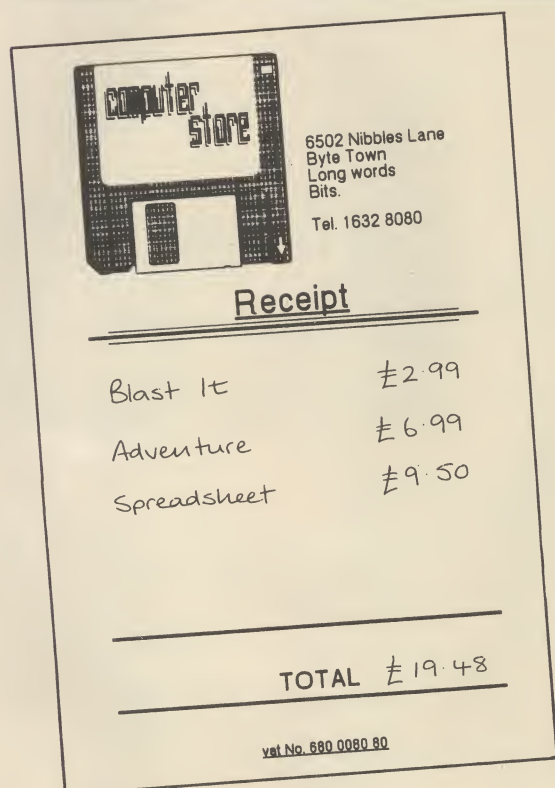 computer
store
6502 Nibbles Lane
Byte Town
Long words
Bits.
Tel. 1632 8080
Receipt
Blast It £2.99
Adventure £6.99
Spreadsheet £9.50
TOTAL £19.48
vat No. 680 0080 80